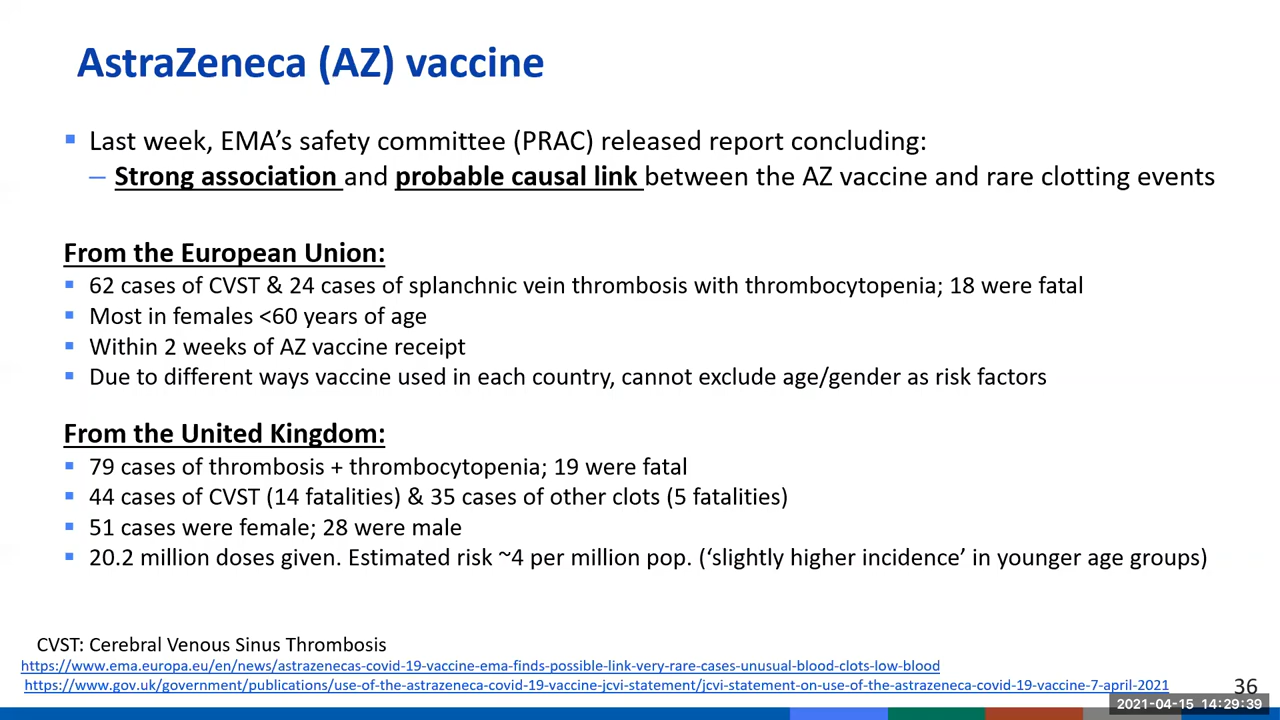 AstraZeneca (AZ) vaccine
▪ Last week, EMA's safety committee (PRAC) released report concluding:
– Strong association and probable causal link between the AZ vaccine and rare clotting events
From the European Union:
▪ 62 cases of CVST & 24 cases of splanchnic vein thrombosis with thrombocytopenia; 18 were fatal
▪ Most in females <60 years of age
▪ Within 2 weeks of AZ vaccine receipt
▪ Due to different ways vaccine used in each country, cannot exclude age/gender as risk factors
From the United Kingdom:
▪ 79 cases of thrombosis + thrombocytopenia; 19 were fatal
▪ 44 cases of CVST (14 fatalities) & 35 cases of other clots (5 fatalities)
▪ 51 cases were female; 28 were male
▪ 20.2 million doses given. Estimated risk ~4 per million pop. ('slightly higher incidence' in younger age groups)
CVST: Cerebral Venous Sinus Thrombosis
https://www.ema.europa.eu/en/news/astrazenecas-covid-19-vaccine-ema-finds-possible-link-very-rare-cases-unusual-blood-clots-low-blood
https://www.gov.uk/government/publications/use-of-the-astrazeneca-covid-19-vaccine-jcvi-statement/jcvi-statement-on-use-of-the-astrazeneca-covid-19-vaccine-7-april-2021
36
2021-04-15 14:29:39